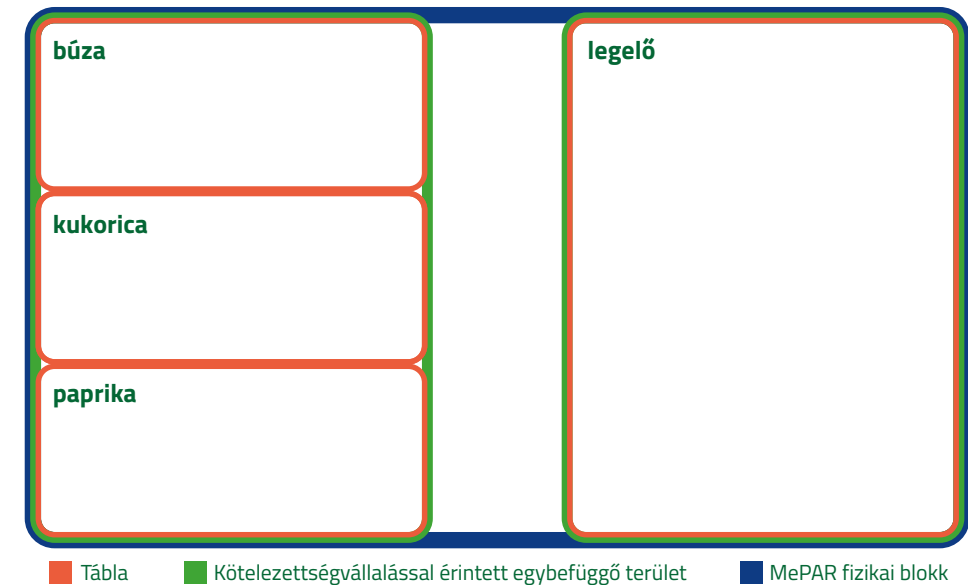 búza
legelő
kukorica
paprika
Tábla
Kötelezettségvállalással érintett egybefüggő terület
MePAR fizikai blokk